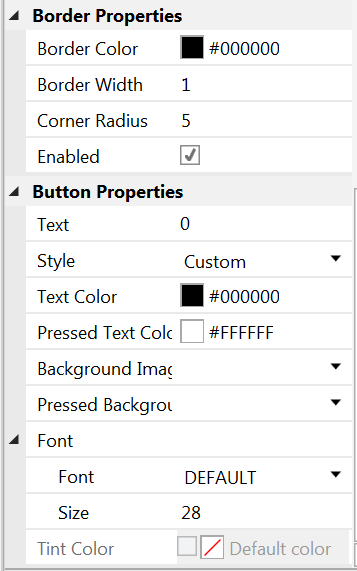 Border Properties
Border Color #000000
Border Width 1
Corner Radius 5
Enabled
Button Properties
Text 0
Style Custom
Text Color #000000
Pressed Text Colc #FFFFFF
Background Imag
Pressed Backgrou
Font
Font DEFAULT
Size 28
Tint Color Default color